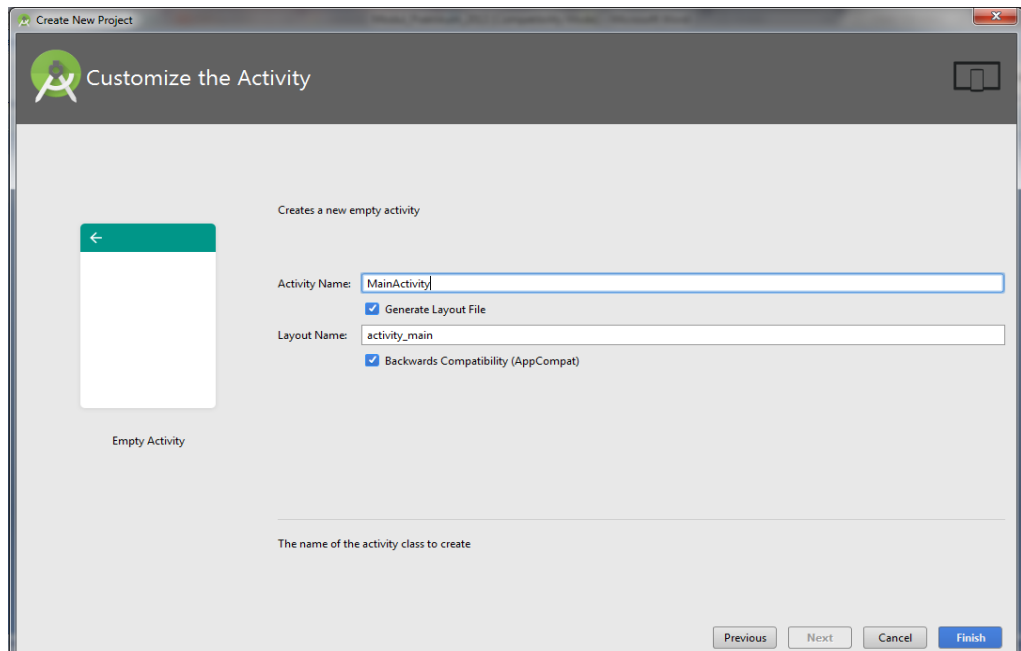 Create New Project
Customize the Activity
Creates a new empty activity
Activity Name: MainActivity
Generate Layout File
Layout Name: activity_main
Backwards Compatibility (AppCompat)
Empty Activity
The name of the activity class to create
Previous Next Cancel Finish